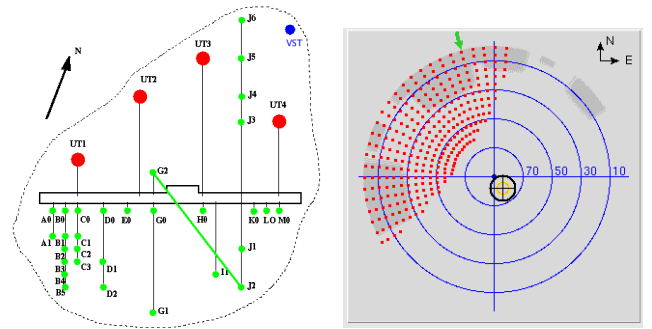 J6
N
VST
UT3
J5
UT2
J4
UT4
J3
UT1
G2
A0 B0 C0 D0 E0 G0 H0 K0 LO M0
A1 B1 C1 J1
B2 C2
B3 C3 D1 I1
B4
B5 D2 J2
G1
N
E
70 50 30 10